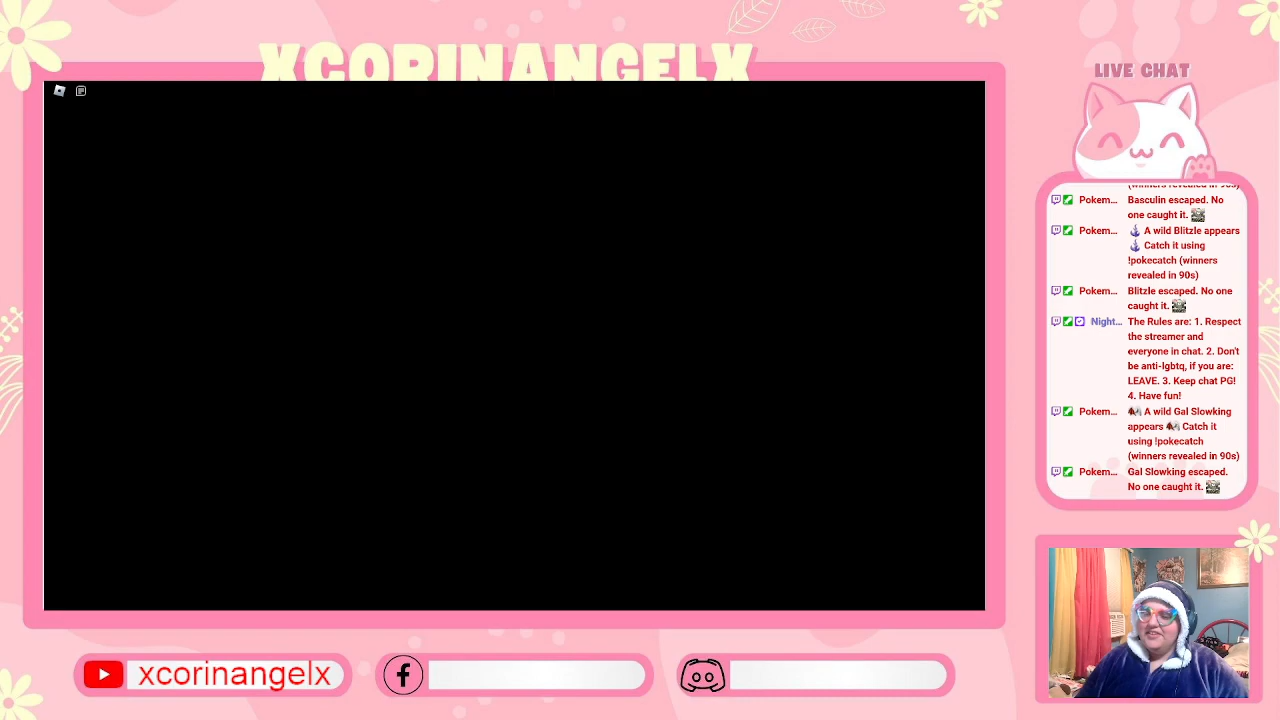 XCORINANGELX
LIVE CHAT
(winners revealed in 90s)
Pokem... Basculin escaped. No
one caught it.
Pokem... A wild Blitzle appears
Catch it using
!pokecatch (winners
revealed in 90s)
Pokem... Blitzle escaped. No one
caught it.
Night... The Rules are: 1. Respect
the streamer and
everyone in chat. 2. Don't
be anti-lgbtq, if you are:
LEAVE. 3. Keep chat PG!
4. Have fun!
Pokem... A wild Gal Slowking
appears Catch it
using !pokecatch
(winners revealed in 90s)
Pokem... Gal Slowking escaped.
No one caught it.
xcorinangelx